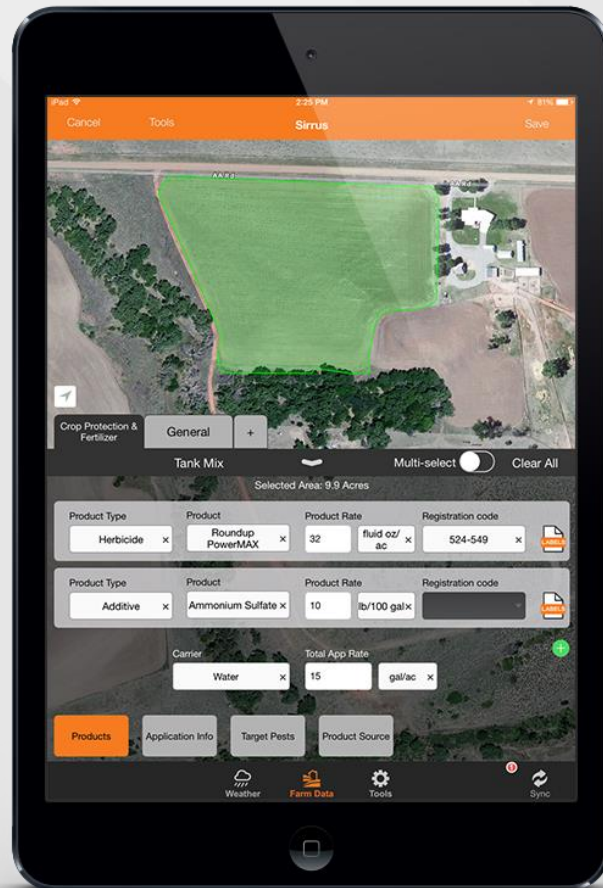 iPad 2:25 PM 81%
Cancel Tools Sirrus Save
AA Rd
Crop Protection &
Fertilizer
General
+
Tank Mix Multi-select Clear All
Selected Area: 9.9 Acres
Product Type Product Product Rate Registration code
Herbicide × Roundup
PowerMAX × 32 fluid oz/
ac × 524-549 × LABELS
Product Type Product Product Rate Registration code
Additive × Ammonium Sulfate × 10 lb/100 gal × LABELS
Carrier Total App Rate
Water × 15 gal/ac ×
Products Application Info Target Pests Product Source
Weather Farm Data Tools Sync